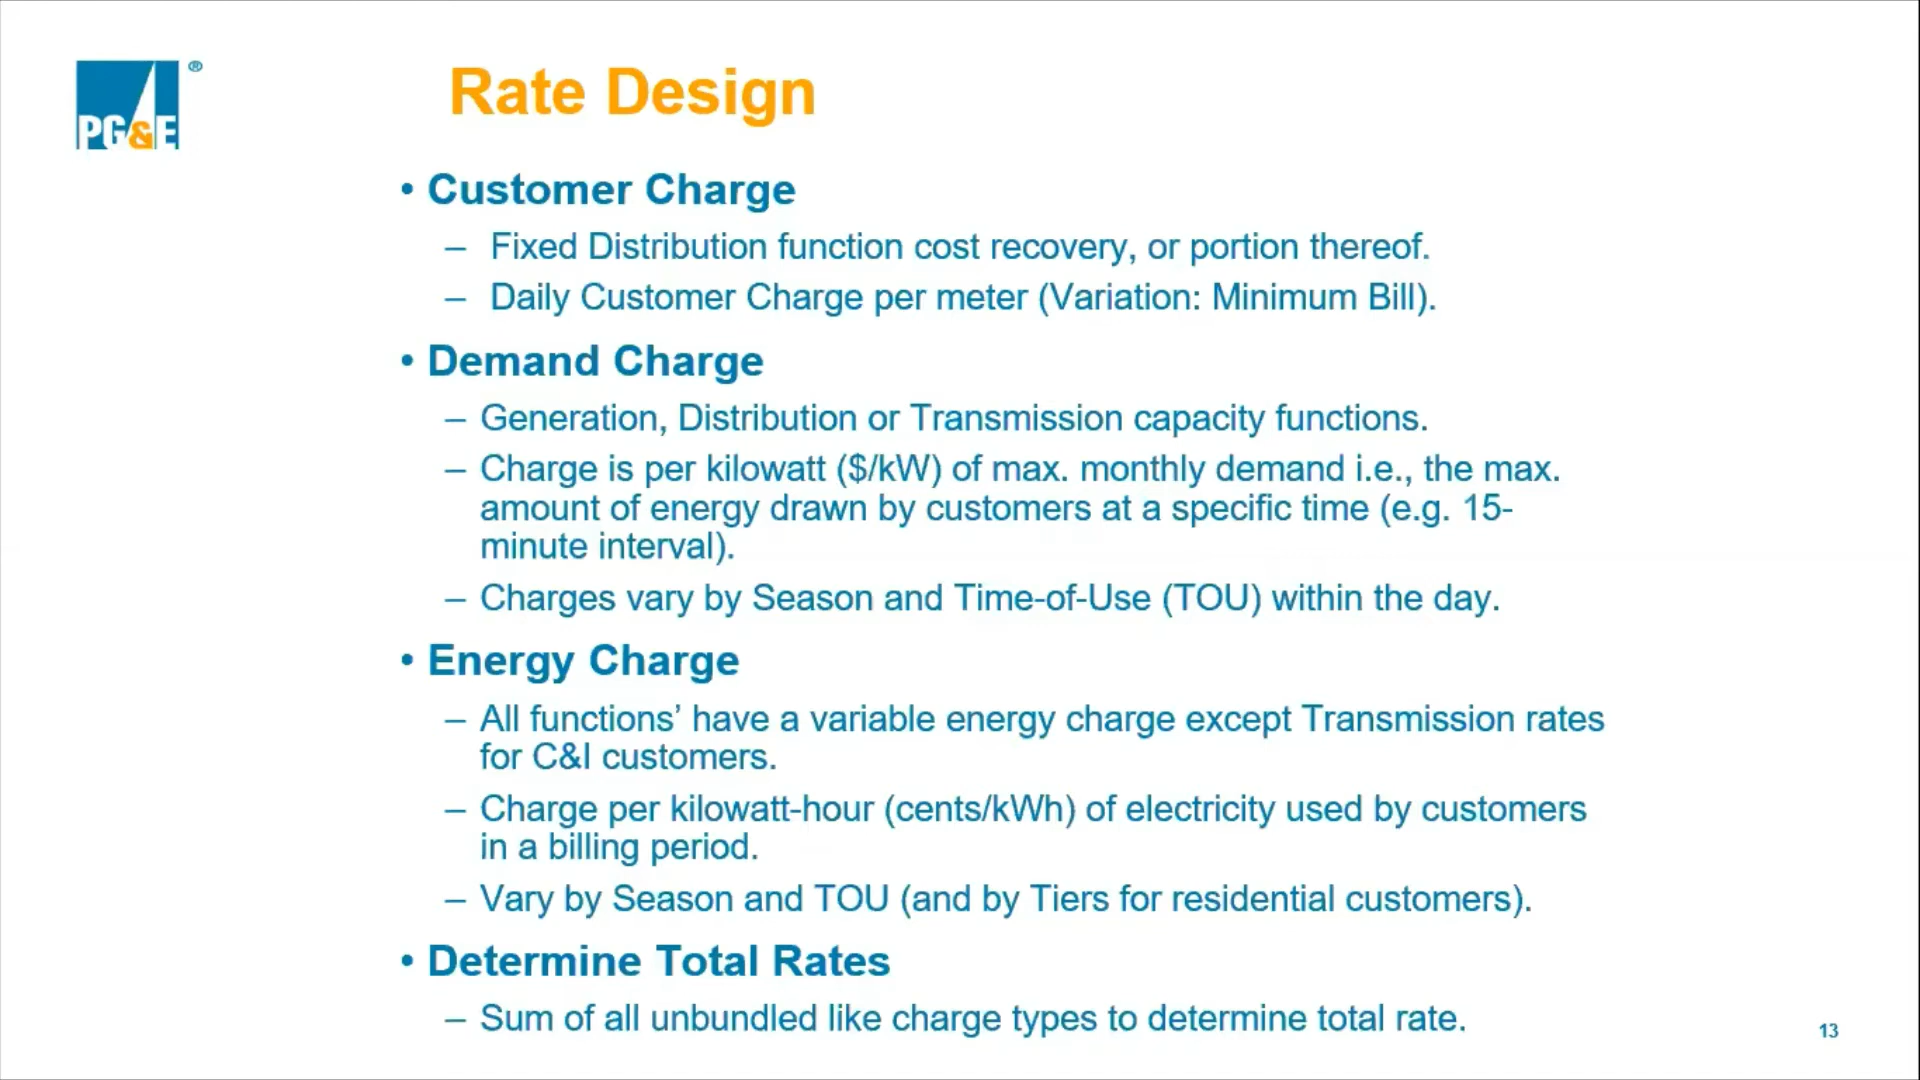 PG&E ®
Rate Design
• Customer Charge
– Fixed Distribution function cost recovery, or portion thereof.
– Daily Customer Charge per meter (Variation: Minimum Bill).
• Demand Charge
– Generation, Distribution or Transmission capacity functions.
– Charge is per kilowatt ($/kW) of max. monthly demand i.e., the max.
amount of energy drawn by customers at a specific time (e.g. 15-
minute interval).
– Charges vary by Season and Time-of-Use (TOU) within the day.
• Energy Charge
– All functions’ have a variable energy charge except Transmission rates
for C&I customers.
– Charge per kilowatt-hour (cents/kWh) of electricity used by customers
in a billing period.
– Vary by Season and TOU (and by Tiers for residential customers).
• Determine Total Rates
– Sum of all unbundled like charge types to determine total rate.
13